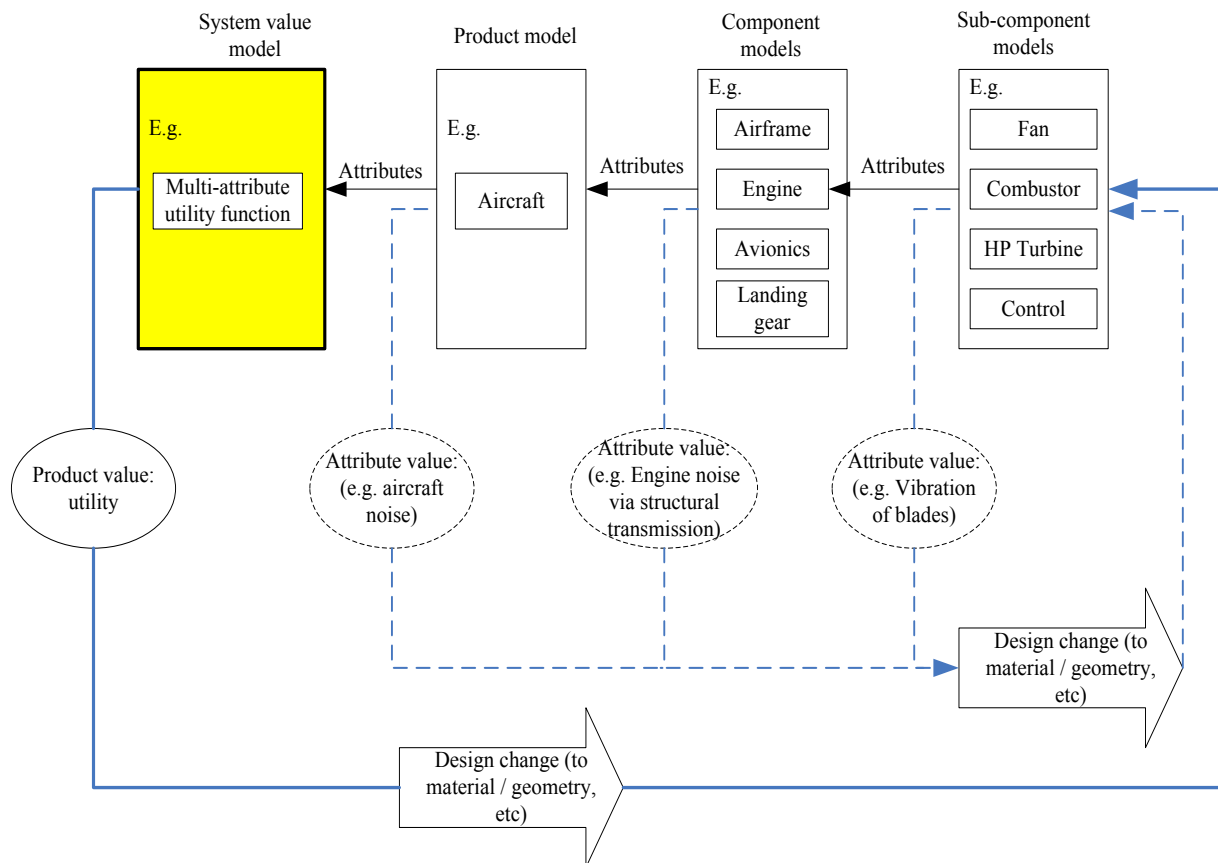 System value
model
Product model
Component
models
Sub-component
models
E.g.
Multi-attribute
utility function
Attributes
E.g.
Aircraft
Attributes
E.g.
Airframe
Engine
Avionics
Landing
gear
Attributes
E.g.
Fan
Combustor
HP Turbine
Control
Product value:
utility
Attribute value:
(e.g. aircraft
noise)
Attribute value:
(e.g. Engine noise
via structural
transmission)
Attribute value:
(e.g. Vibration
of blades)
Design change (to
material / geometry,
etc)
Design change (to
material / geometry,
etc)